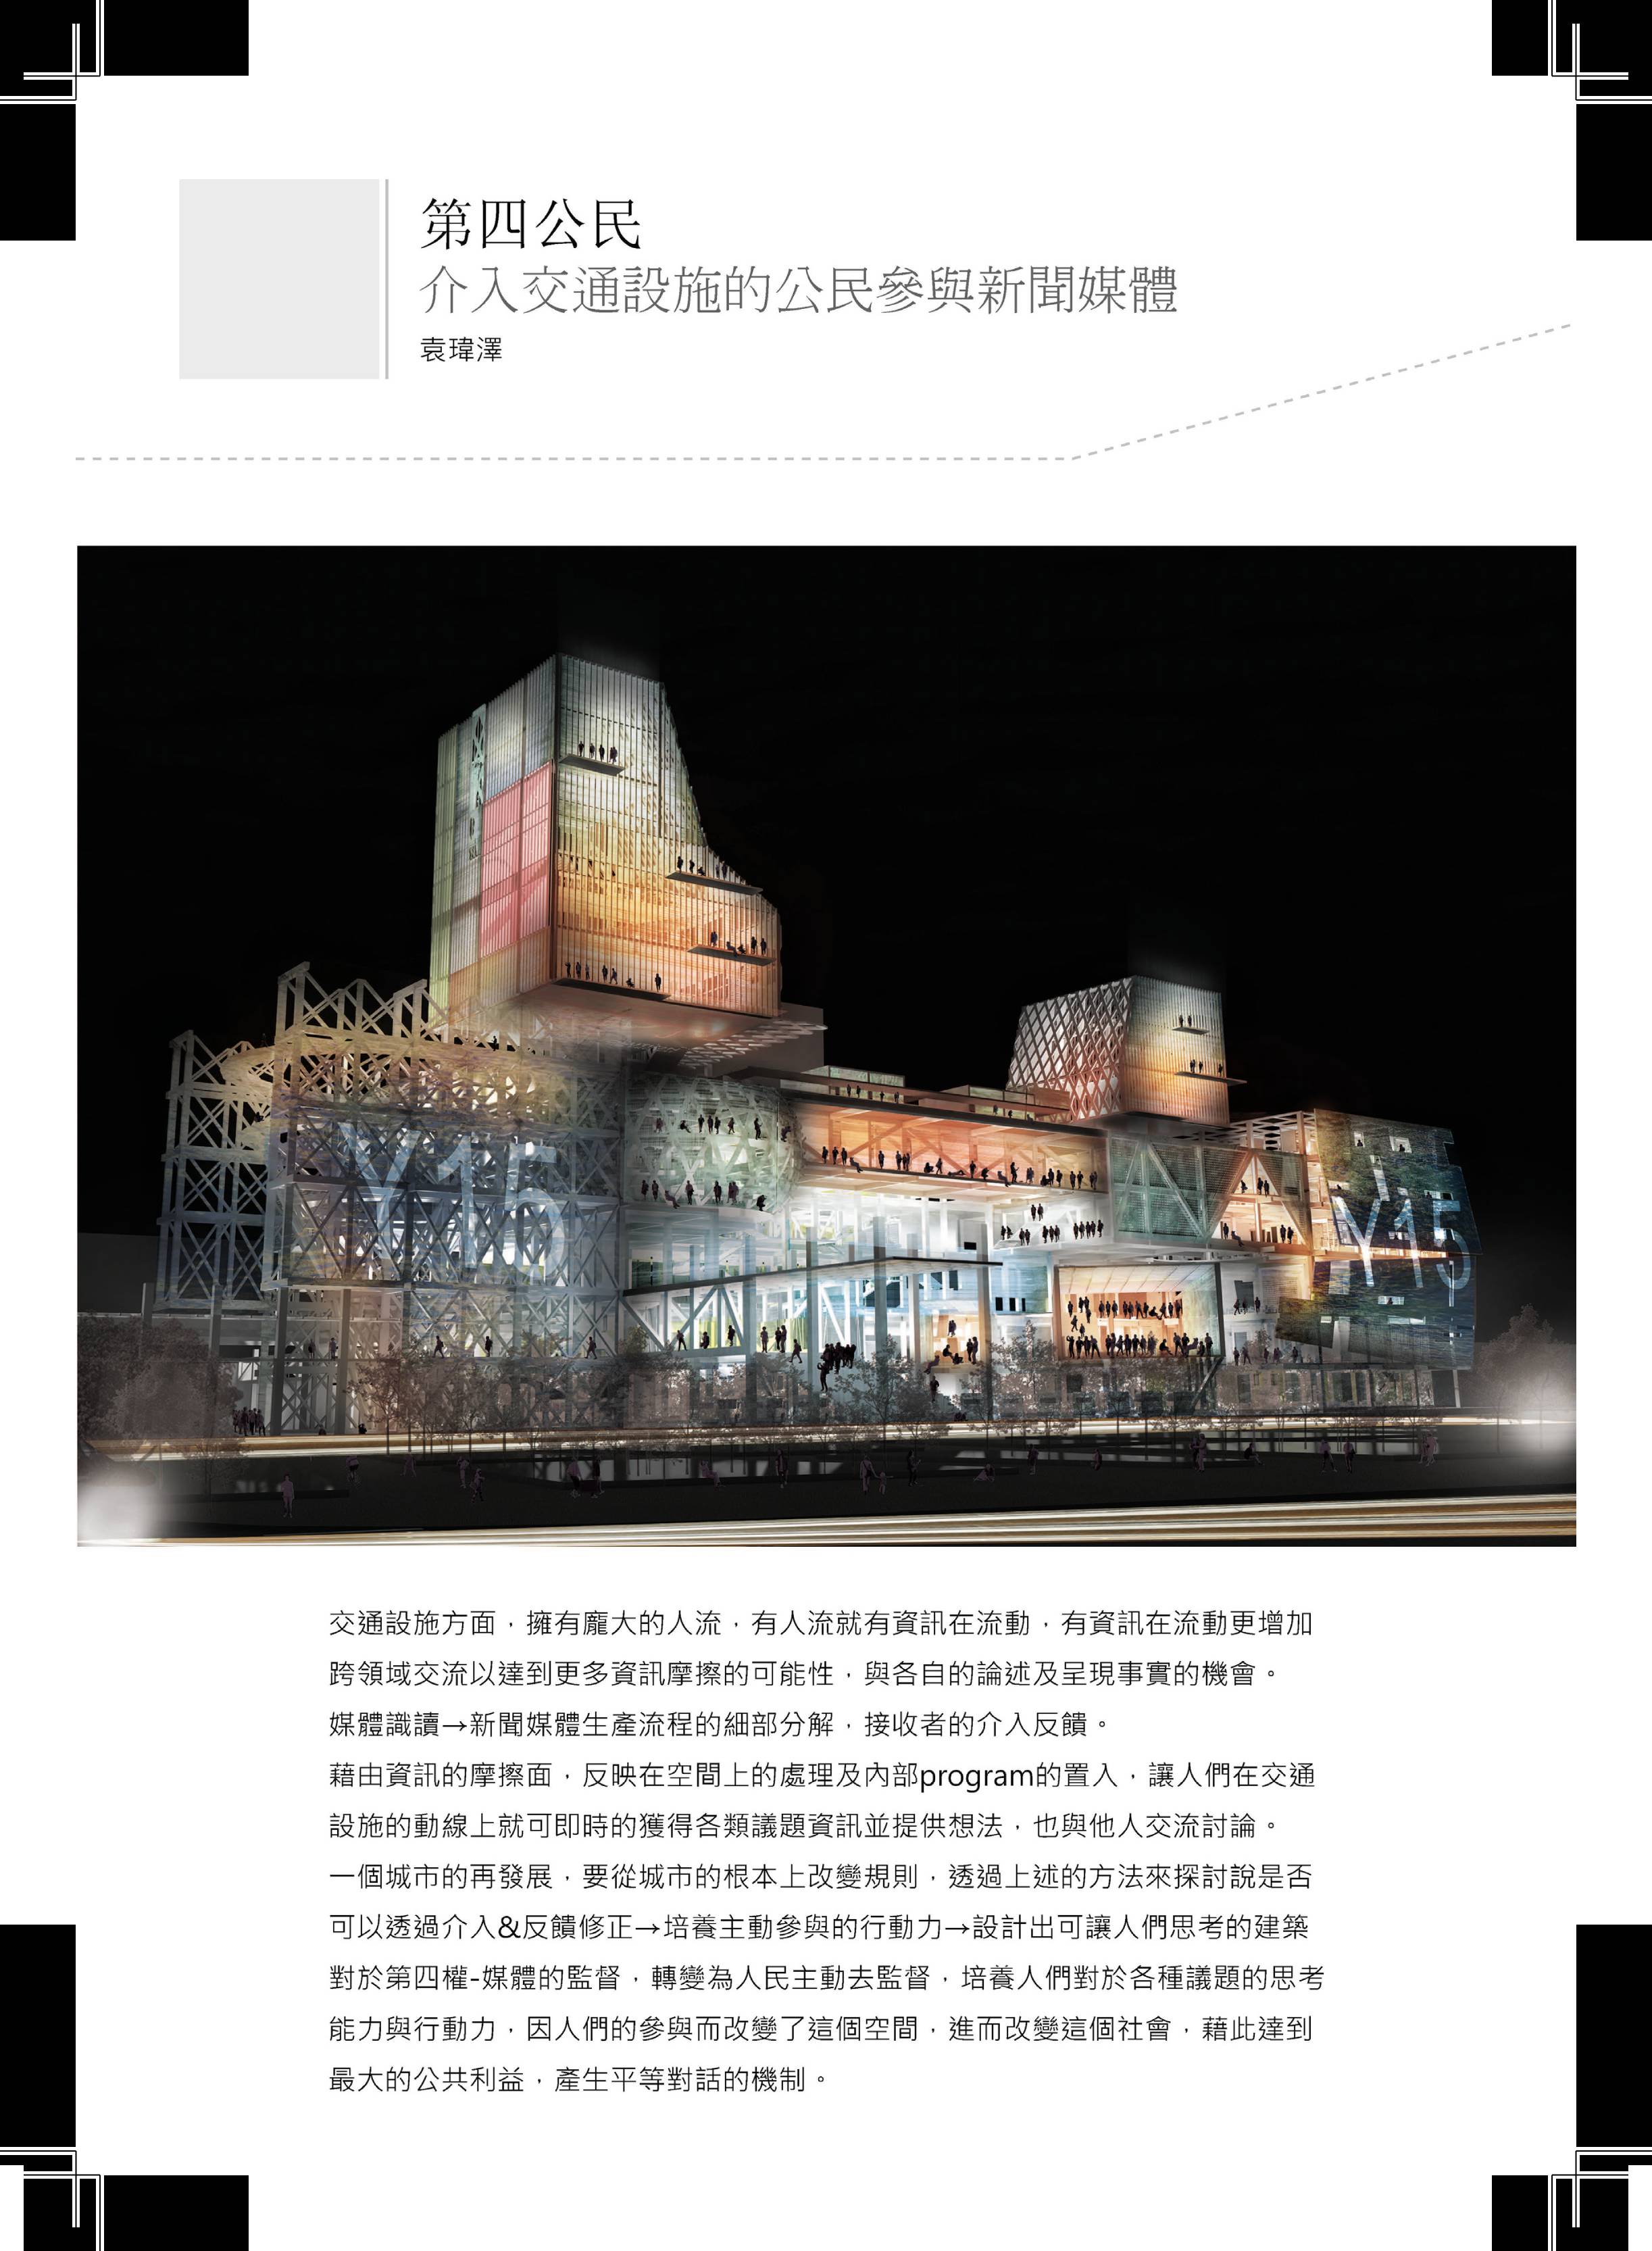 第四公民
介入交通設施的公民參與新聞媒體
袁瑋澤
Y15
Y15
交通設施方面，擁有龐大的人流，有人流就有資訊在流動，有資訊在流動更增加
跨領域交流以達到更多資訊摩擦的可能性，與各自的論述及呈現事實的機會。
媒體識讀→新聞媒體生產流程的細部分解，接收者的介入反饋。
藉由資訊的摩擦面，反映在空間上的處理及內部program的置入，讓人們在交通
設施的動線上就可即時的獲得各類議題資訊並提供想法，也與他人交流討論。
一個城市的再發展，要從城市的根本上改變規則，透過上述的方法來探討說是否
可以透過介入&反饋修正→培養主動參與的行動力→設計出可讓人們思考的建築
對於第四權-媒體的監督，轉變為人民主動去監督，培養人們對於各種議題的思考
能力與行動力，因人們的參與而改變了這個空間，進而改變這個社會，藉此達到
最大的公共利益，產生平等對話的機制。